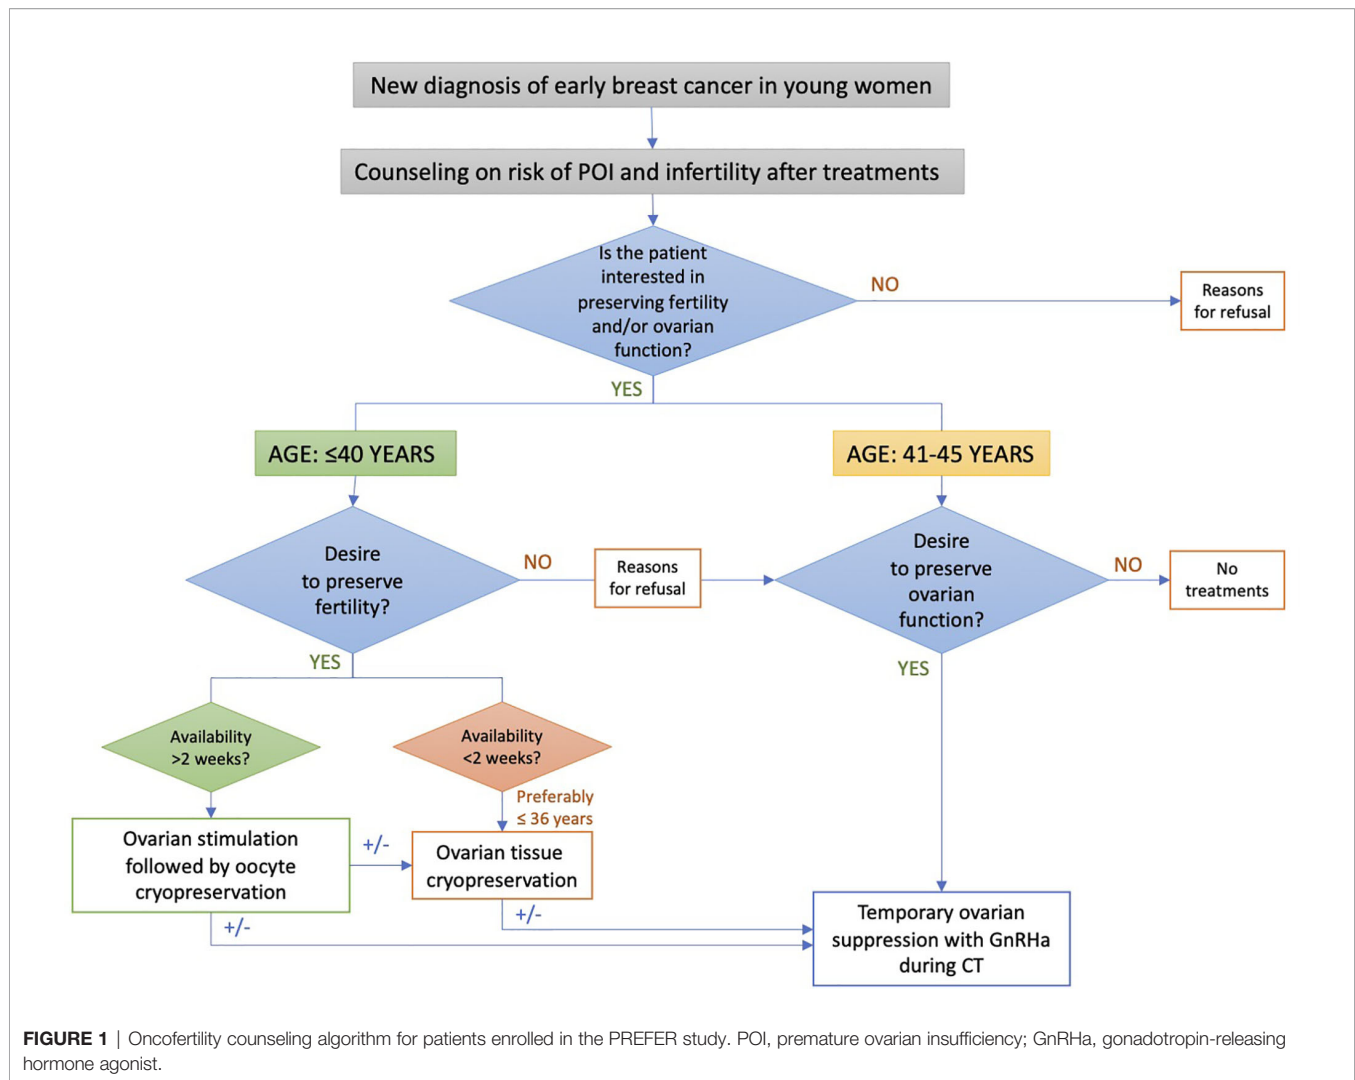 New diagnosis of early breast cancer in young women
Counseling on risk of POI and infertility after treatments
Is the patient
interested in
preserving fertility
and/or ovarian
function?
NO
Reasons
for refusal
YES
AGE: ≤40 YEARS
AGE: 41-45 YEARS
Desire
to preserve
fertility?
NO
Reasons
for refusal
Desire
to preserve
ovarian
function?
NO
No
treatments
YES
YES
Availability
>2 weeks?
Availability
<2 weeks?
Preferably
≤ 36 years
Ovarian stimulation
followed by oocyte
cryopreservation
+/-
Ovarian tissue
cryopreservation
+/-
+/-
Temporary ovarian
suppression with GnRHa
during CT
FIGURE 1 | Oncofertility counseling algorithm for patients enrolled in the PREFER study. POI, premature ovarian insufficiency; GnRHa, gonadotropin-releasing
hormone agonist.